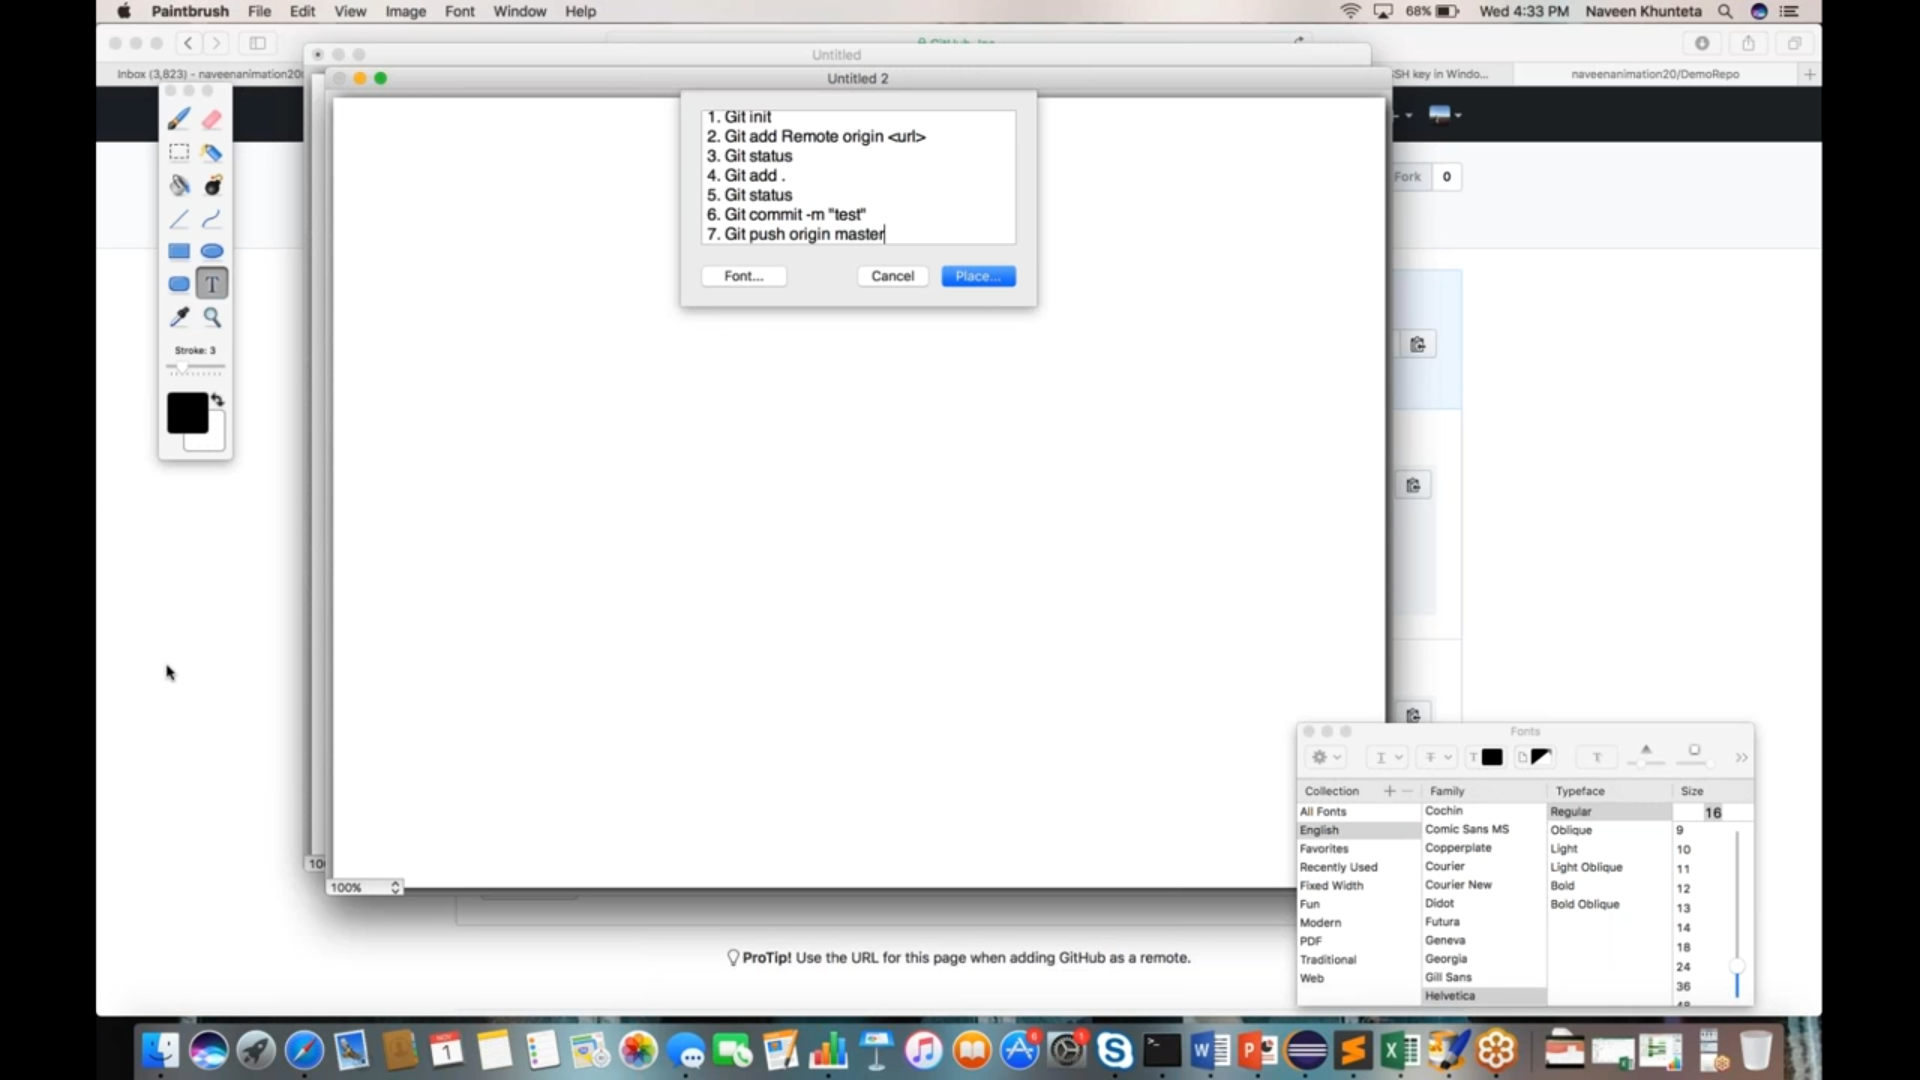 Paintbrush File Edit View Image Font Window Help
68% Wed 4:33 PM Naveen Khunteta
GitHub, Inc.
Untitled
Inbox (3,823) - naveenanimation20
SH key in Windo...
naveenanimation20/DemoRepo
Untitled 2
1. Git init
2. Git add Remote origin <url>
3. Git status
4. Git add .
5. Git status
6. Git commit -m "test"
7. Git push origin master
Font... Cancel Place...
Fork 0
T
Stroke: 3
100%
10
Fonts
Collection Family Typeface Size
All Fonts Cochin Regular 16
English Comic Sans MS Oblique 9
Favorites Copperplate Light 10
Recently Used Courier Light Oblique 11
Fixed Width Courier New Bold 12
Fun Didot Bold Oblique 13
Modern Futura 14
PDF Geneva 18
Traditional Georgia 24
Web Gill Sans 36
Helvetica 48
ProTip! Use the URL for this page when adding GitHub as a remote.
NOV
1